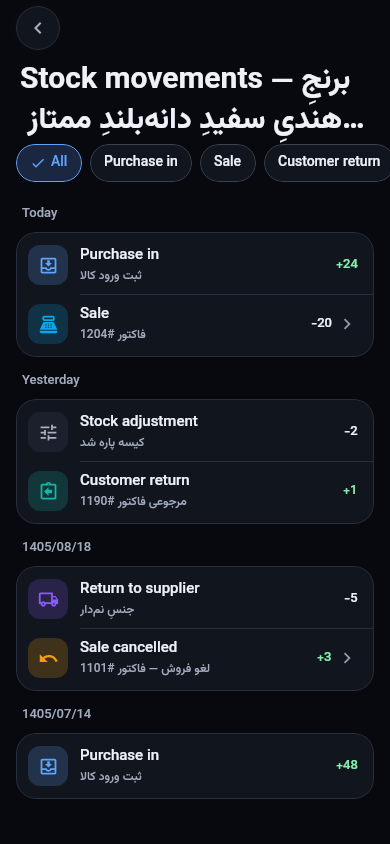 Stock movements — برنجِ
هندیِ سفیدِ دانه‌بلندِ ممتاز…
All
Purchase in
Sale
Customer return
Today
Purchase in
+24
ثبت ورود کالا
Sale
-20
فاکتور #1204
Yesterday
Stock adjustment
-2
کیسه پاره شد
Customer return
+1
مرجوعی فاکتور #1190
1405/08/18
Return to supplier
-5
جنسِ نم‌دار
Sale cancelled
+3
لغو فروش — فاکتور #1101
1405/07/14
Purchase in
+48
ثبت ورود کالا